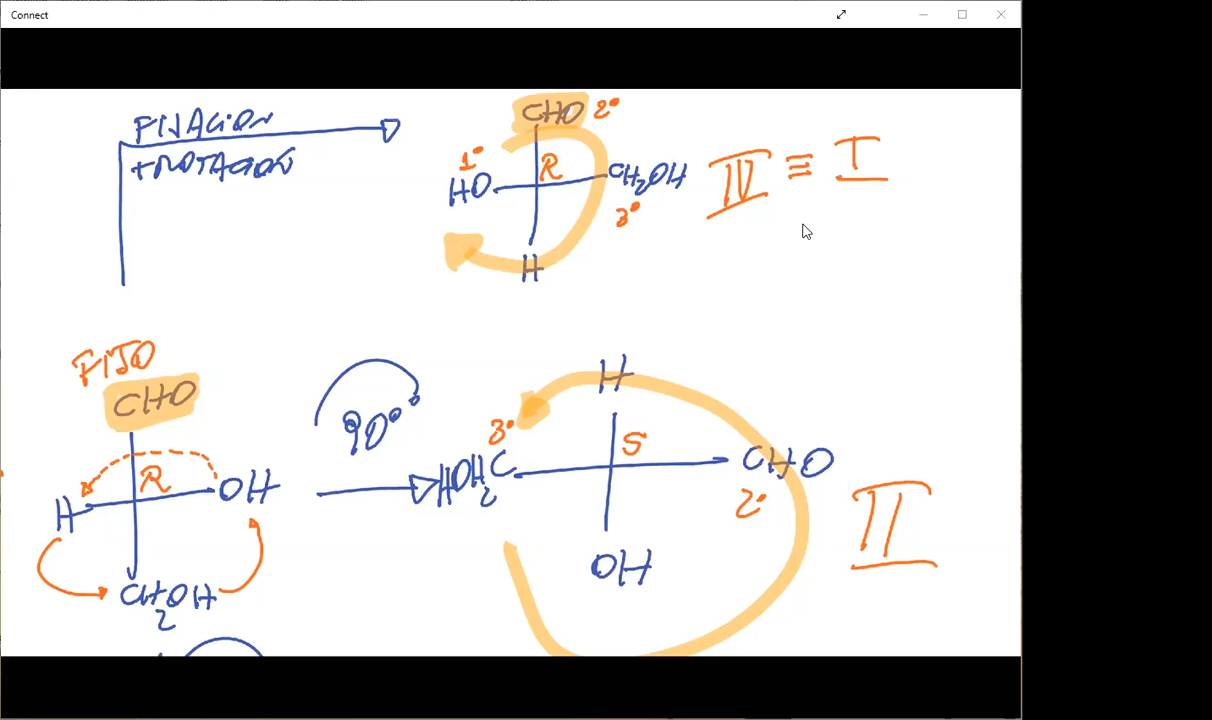 Connect
FIJACION
+ROTACION
CHO 2°
1° R
HO CH2OH IV ≡ I
3°
H
FIJO
CHO
90°
H
3° S
HOH2C CHO
R
H OH
2° II
OH
CH2OH